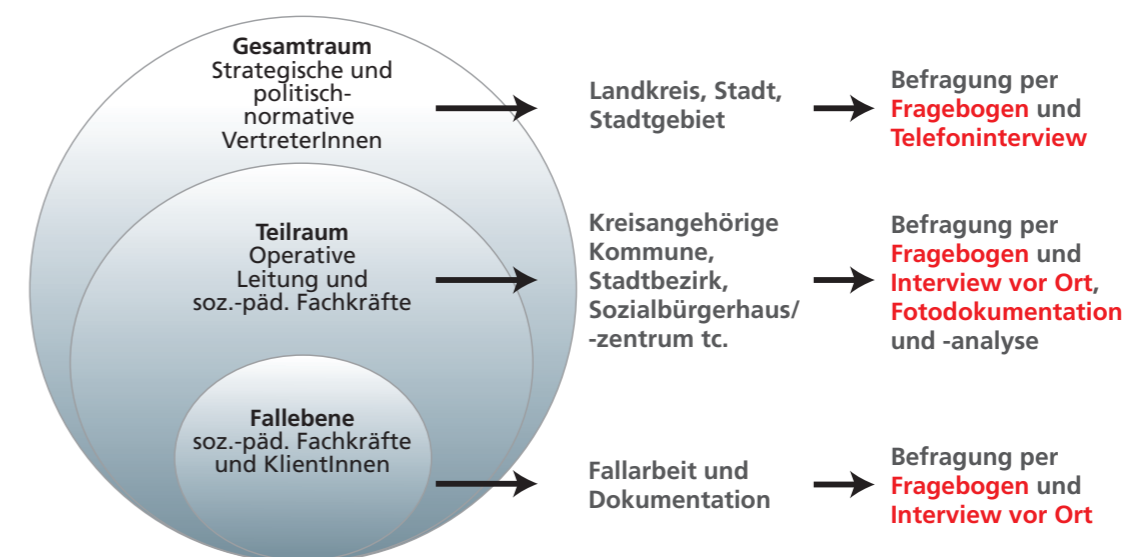 Gesamtraum
Strategische und
politisch-
normative
VertreterInnen
Landkreis, Stadt,
Stadtgebiet
Befragung per
Fragebogen und
Telefoninterview
Teilraum
Operative
Leitung und
soz.-päd. Fachkräfte
Kreisangehörige
Kommune,
Stadtbezirk,
Sozialbürgerhaus/
-zentrum tc.
Befragung per
Fragebogen und
Interview vor Ort,
Fotodokumentation
und -analyse
Fallebene
soz.-päd. Fachkräfte
und KlientInnen
Fallarbeit und
Dokumentation
Befragung per
Fragebogen und
Interview vor Ort